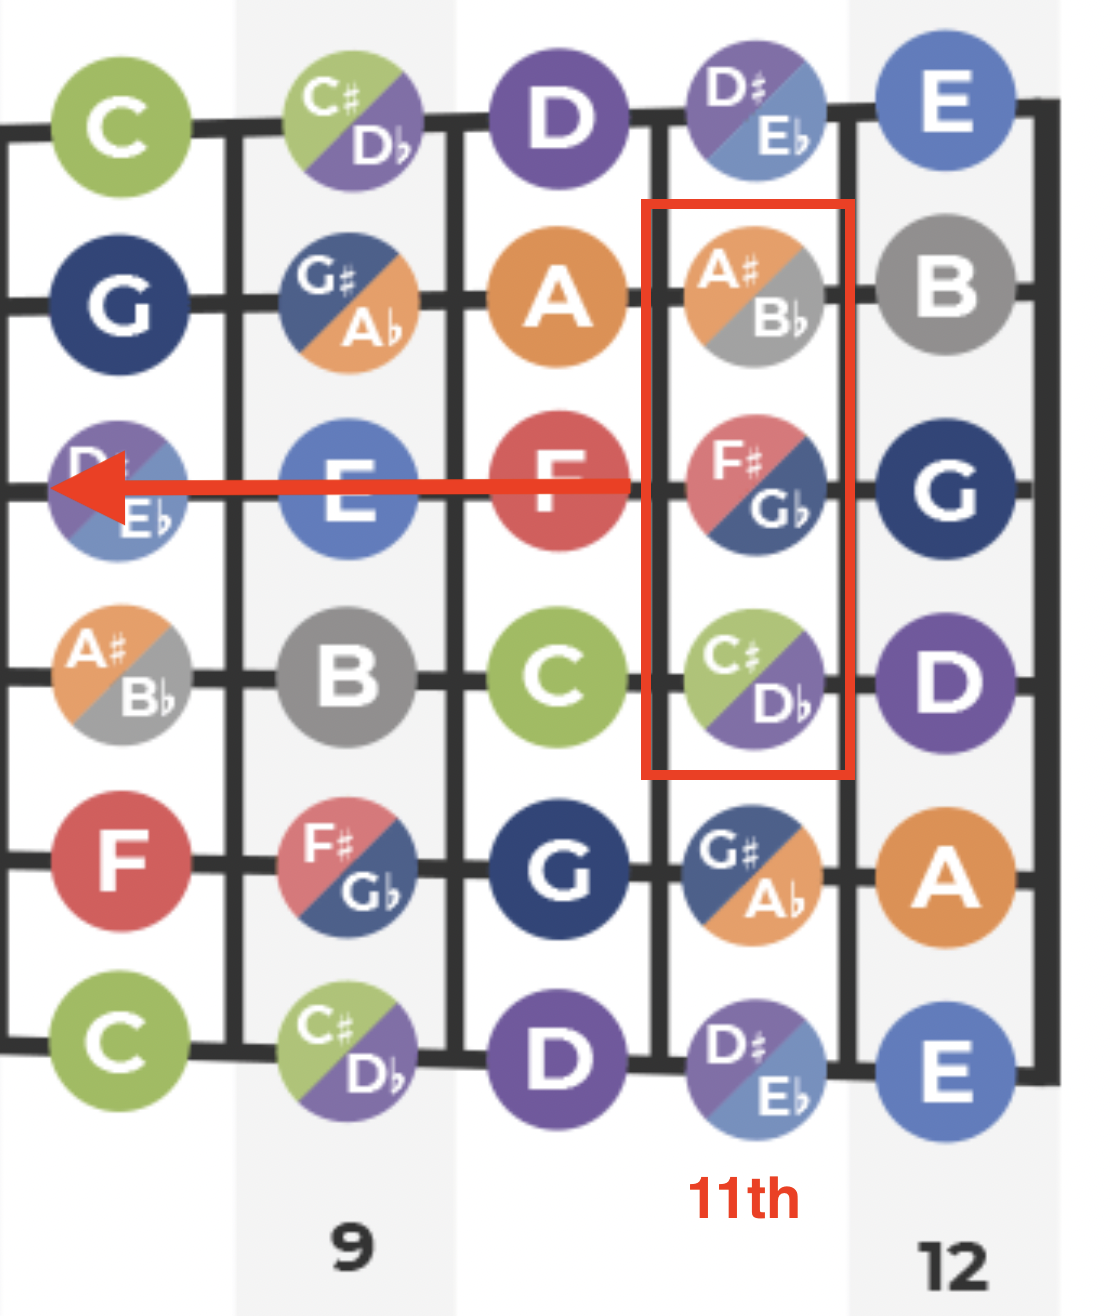 C C♯ D♭ D D♯ E♭ E
G G♯ A♭ A A♯ B♭ B
D♯ E♭ E F F♯ G♭ G
A♯ B♭ B C C♯ D♭ D
F F♯ G♭ G G♯ A♭ A
C C♯ D♭ D D♯ E♭ E
11th
9 12